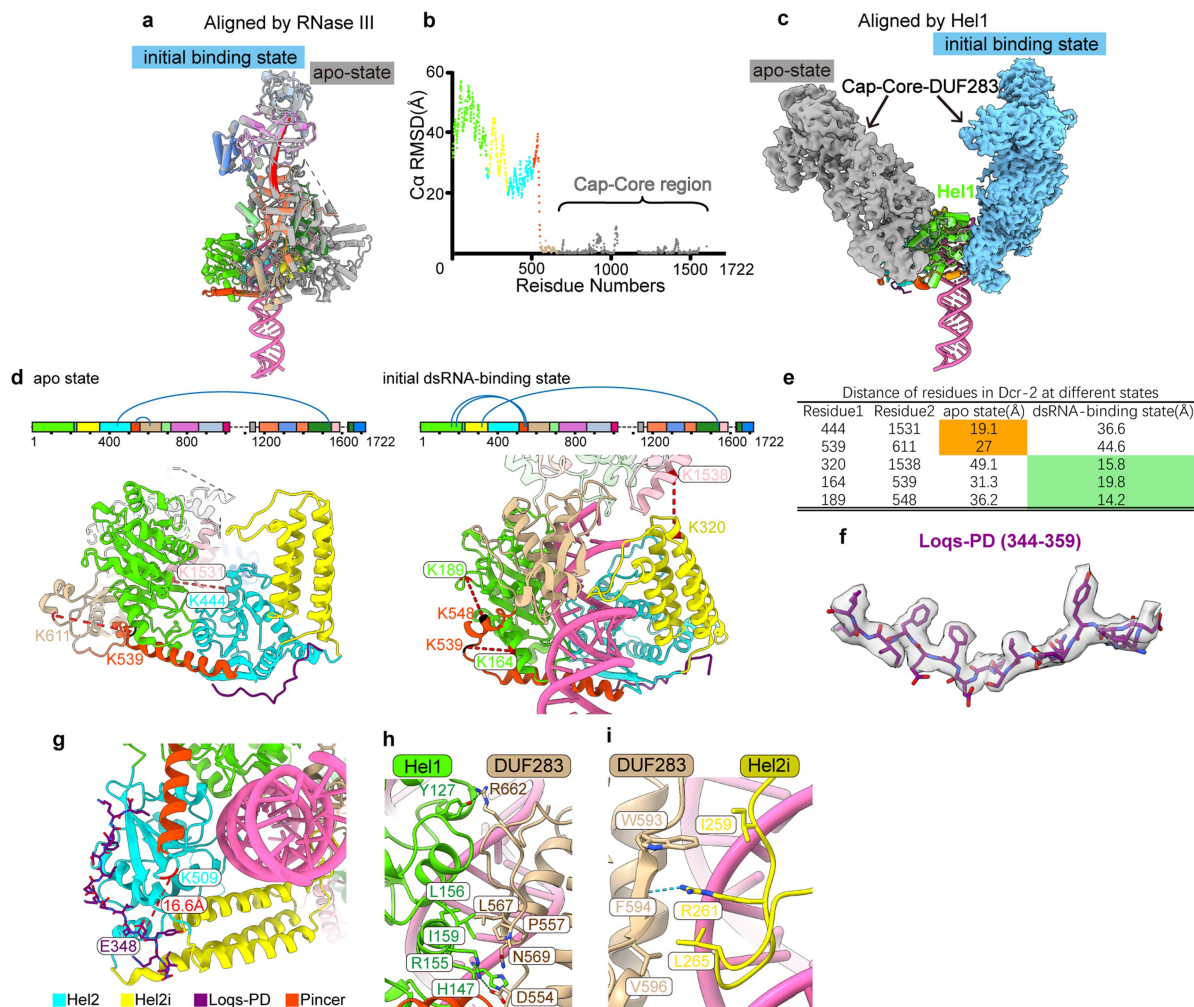 a
Aligned by RNase III
initial binding state
apo-state
b
60
40
20
0
Cα RMSD(Å)
Cap-Core region
0
500
1000
1500
1722
Reisdue Numbers
c
Aligned by Hel1
initial binding state
apo-state
Cap-Core-DUF283
Hel1
d
apo state
1
400
800
1200
1600
1722
initial dsRNA-binding state
1
400
800
1200
1600
1722
K1531
K444
K611
K539
K1538
K320
K189
K548
K539
K164
e
Distance of residues in Dcr-2 at different states
Residue1 Residue2 apo state(Å) dsRNA-binding state(Å)
444 1531 19.1 36.6
539 611 27 44.6
320 1538 49.1 15.8
164 539 31.3 19.8
189 548 36.2 14.2
f
Loqs-PD (344-359)
g
K509
16.6Å
E348
Hel2 Hel2i Loqs-PD Pincer
h
Hel1
DUF283
Y127
R662
L156
L567
P557
I159
N569
R155
H147
D554
i
DUF283
Hel2i
W593
I259
F594
R261
L265
V596